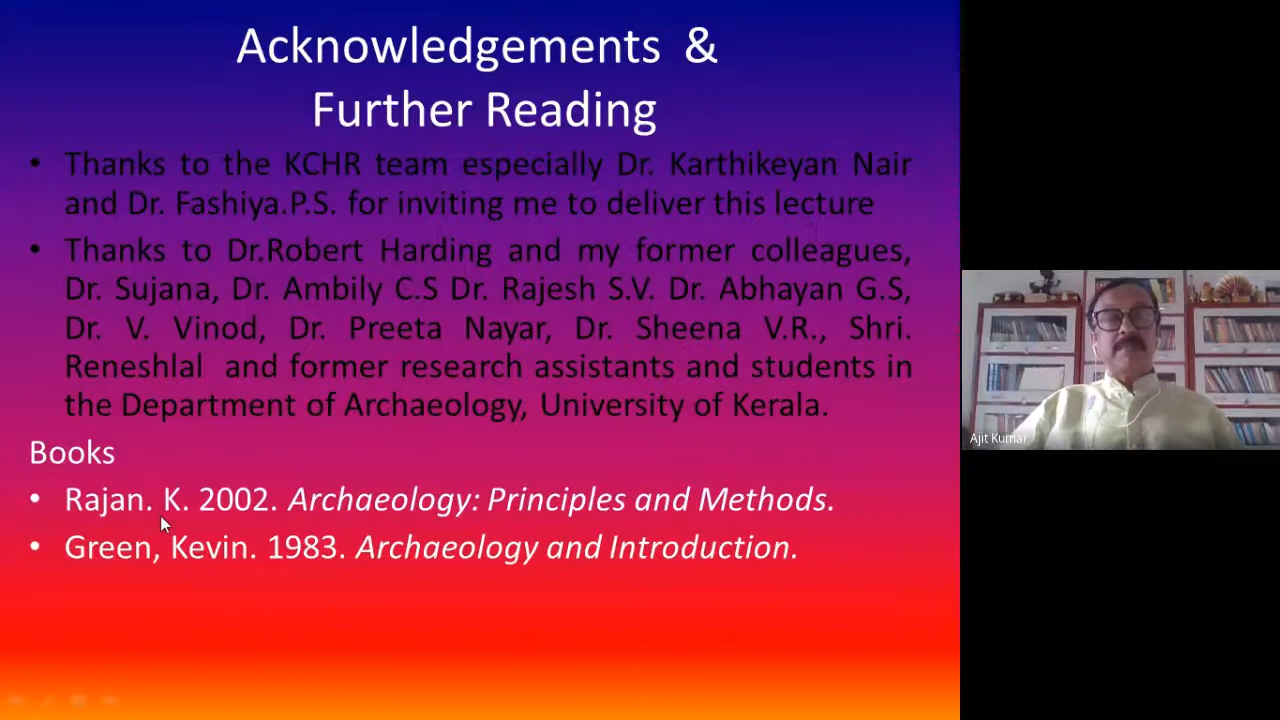 Acknowledgements &
Further Reading
• Thanks to the KCHR team especially Dr. Karthikeyan Nair
and Dr. Fashiya.P.S. for inviting me to deliver this lecture
• Thanks to Dr.Robert Harding and my former colleagues,
Dr. Sujana, Dr. Ambily C.S Dr. Rajesh S.V. Dr. Abhayan G.S,
Dr. V. Vinod, Dr. Preeta Nayar, Dr. Sheena V.R., Shri.
Reneshlal and former research assistants and students in
the Department of Archaeology, University of Kerala.
Books
• Rajan. K. 2002. Archaeology: Principles and Methods.
• Green, Kevin. 1983. Archaeology and Introduction.
Ajit Kumar